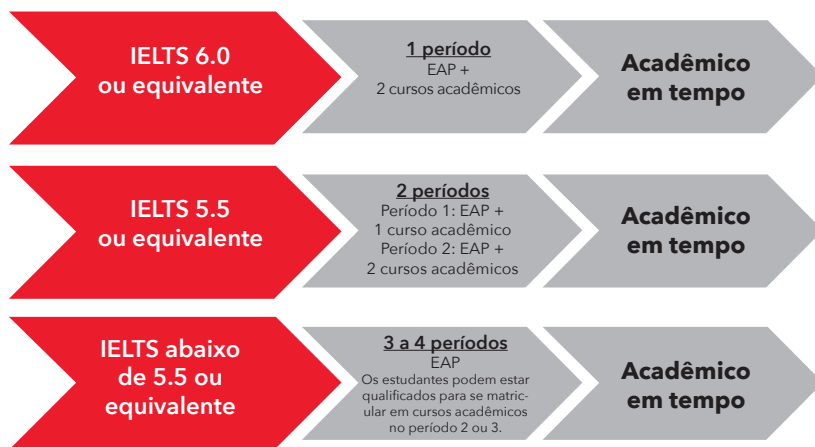 IELTS 6.0
ou equivalente
1 período
EAP +
2 cursos acadêmicos
Acadêmico
em tempo
IELTS 5.5
ou equivalente
2 períodos
Período 1: EAP +
1 curso acadêmico
Período 2: EAP +
2 cursos acadêmicos
Acadêmico
em tempo
IELTS abaixo
de 5.5 ou
equivalente
3 a 4 períodos
EAP
Os estudantes podem estar
qualificados para se matric-
cular em cursos acadêmicos
no período 2 ou 3.
Acadêmico
em tempo